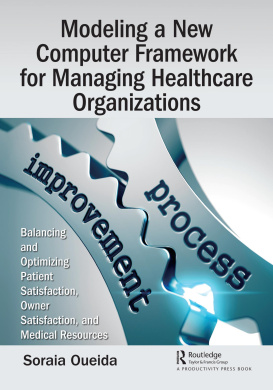 Modeling a New
Computer Framework
for Managing Healthcare
Organizations
improvement
process
Balancing
and
Optimizing
Patient
Satisfaction,
Owner
Satisfaction, and
Medical Resources
Soraia Oueida
Routledge
Taylor & Francis Group
A PRODUCTIVITY PRESS BOOK